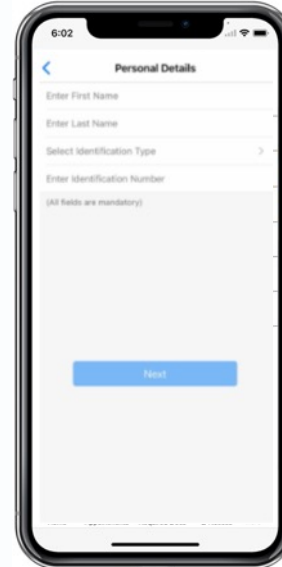 6:02
Personal Details
Enter First Name
Enter Last Name
Select Identification Type
Enter Identification Number
(All fields are mandatory)
Next